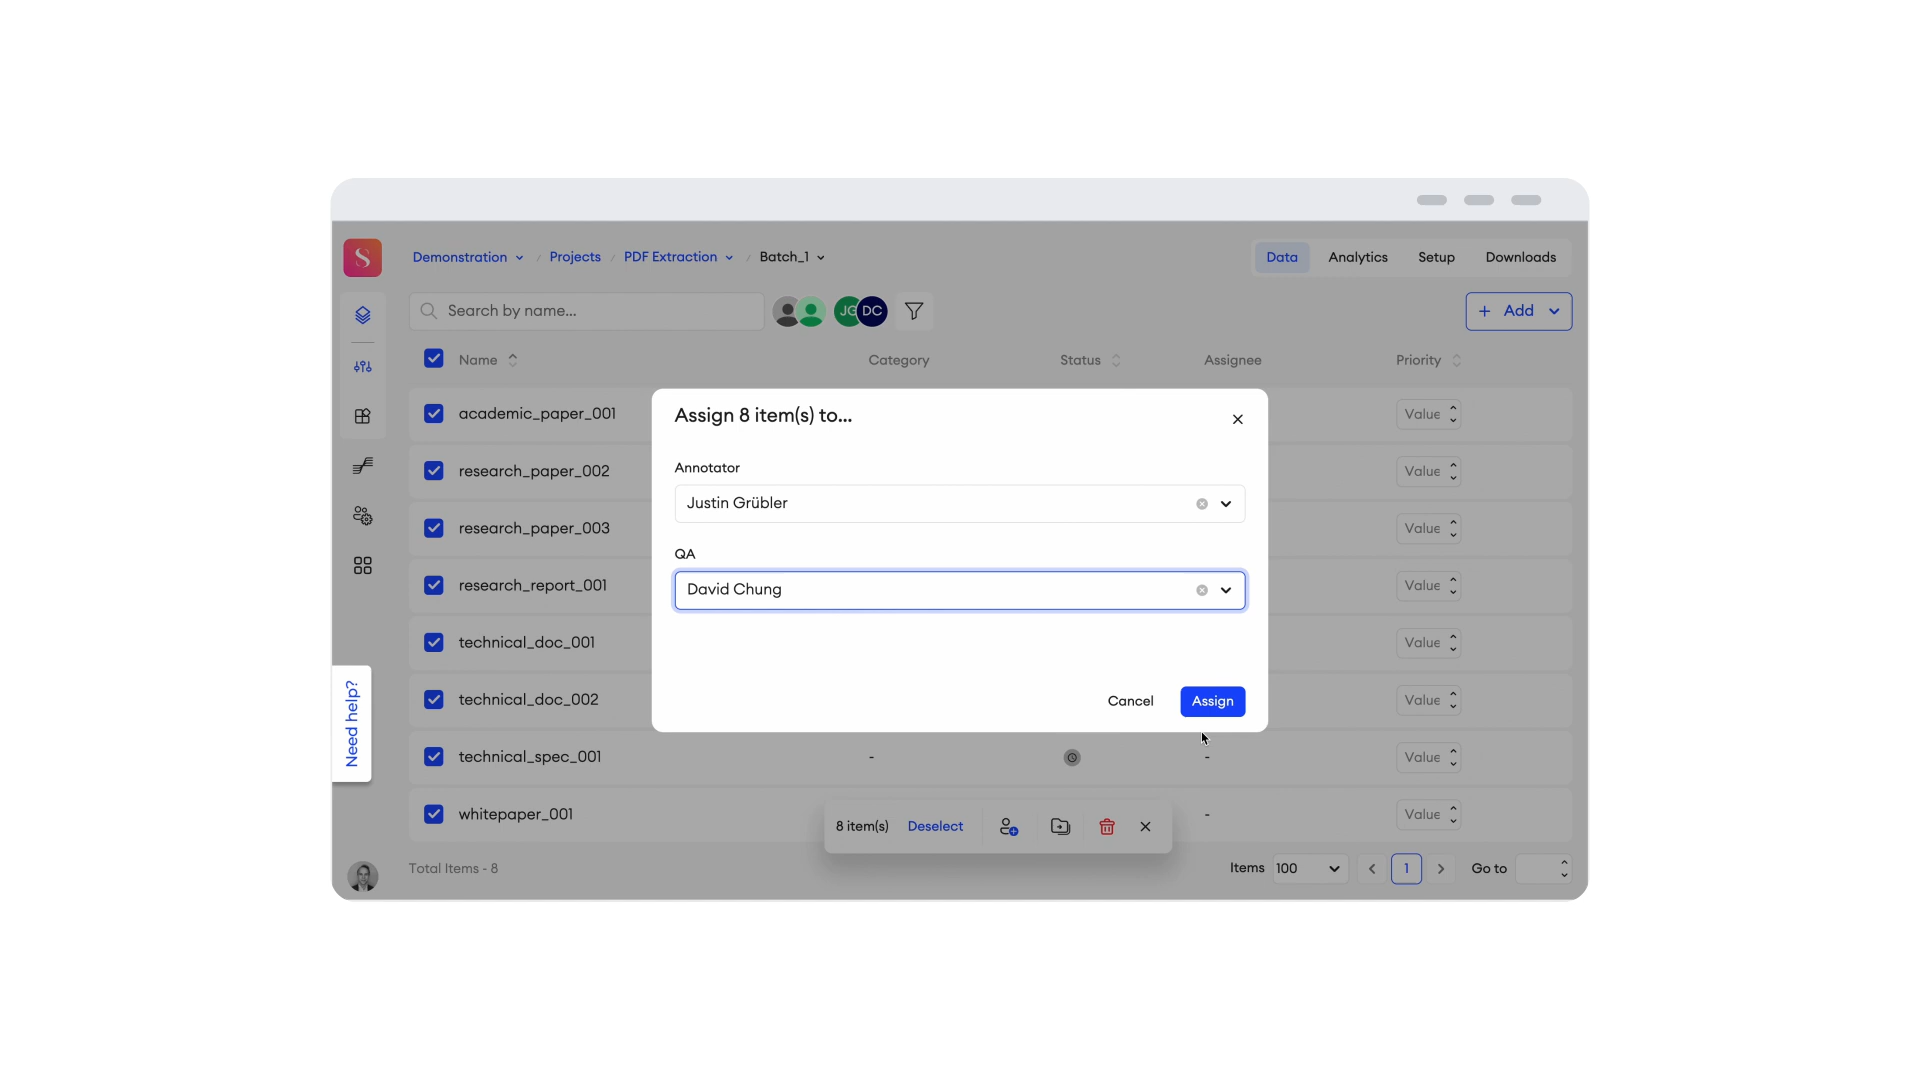 S
Demonstration / Projects / PDF Extraction / Batch_1
Data Analytics Setup Downloads
Search by name...
JG DC
+ Add
Name Category Status Assignee Priority
academic_paper_001 Value
research_paper_002 Value
research_paper_003 Value
research_report_001 Value
technical_doc_001 Value
technical_doc_002 Value
technical_spec_001 - - Value
whitepaper_001 - Value
Assign 8 item(s) to...
Annotator
Justin Grübler
QA
David Chung
Cancel Assign
Need help?
8 item(s) Deselect
Total Items - 8
Items 100 1 Go to